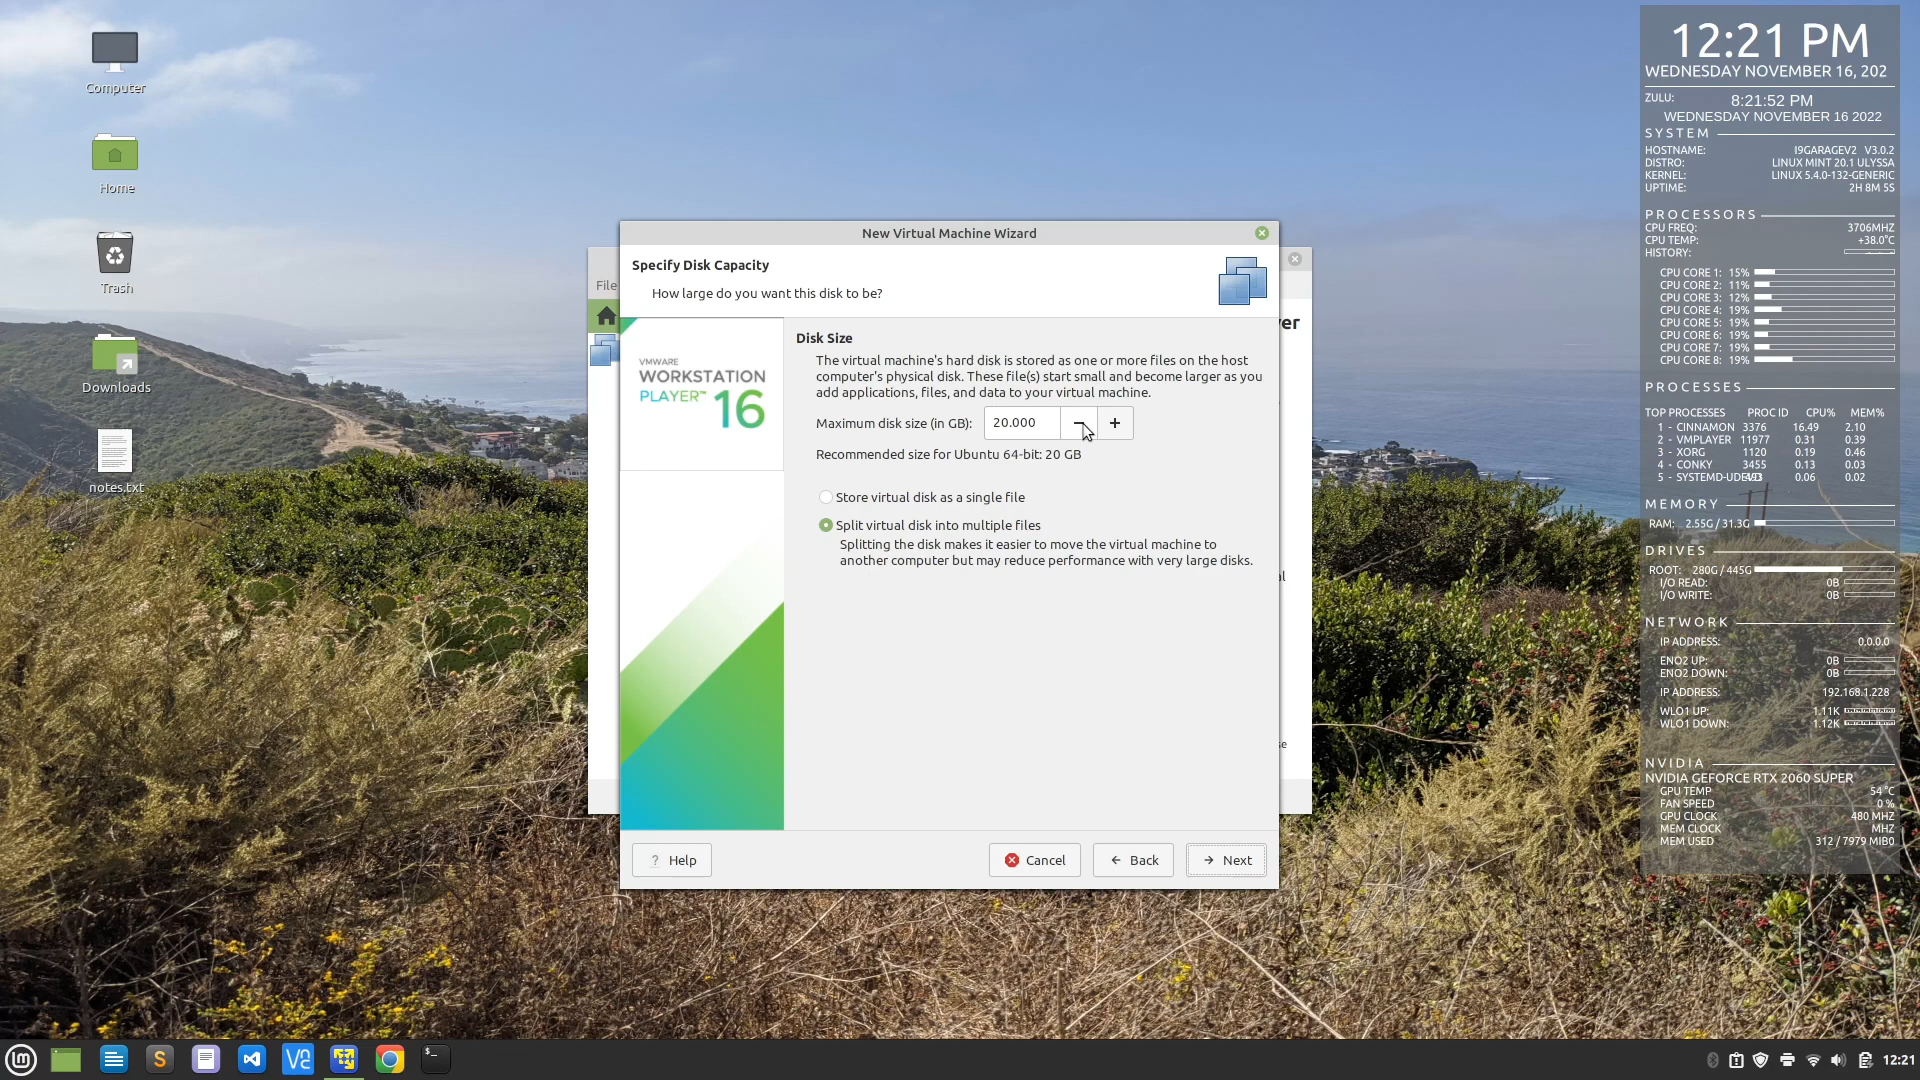 Computer
Home
Trash
Downloads
notes.txt
New Virtual Machine Wizard
Specify Disk Capacity
How large do you want this disk to be?
File
er
VMWARE
WORKSTATION
PLAYER™ 16
Disk Size
The virtual machine's hard disk is stored as one or more files on the host
computer's physical disk. These file(s) start small and become larger as you
add applications, files, and data to your virtual machine.
Maximum disk size (in GB): 20.000 − +
Recommended size for Ubuntu 64-bit: 20 GB
Store virtual disk as a single file
Split virtual disk into multiple files
Splitting the disk makes it easier to move the virtual machine to
another computer but may reduce performance with very large disks.
al
se
? Help
Cancel
Back
Next
12:21 PM
WEDNESDAY NOVEMBER 16, 202
ZULU: 8:21:52 PM
WEDNESDAY NOVEMBER 16 2022
SYSTEM
HOSTNAME: I9GARAGEV2 V3.0.2
DISTRO: LINUX MINT 20.1 ULYSSA
KERNEL: LINUX 5.4.0-132-GENERIC
UPTIME: 2H 8M 5S
PROCESSORS
CPU FREQ: 3706MHZ
CPU TEMP: +38.0°C
HISTORY:
CPU CORE 1: 15%
CPU CORE 2: 11%
CPU CORE 3: 12%
CPU CORE 4: 19%
CPU CORE 5: 19%
CPU CORE 6: 19%
CPU CORE 7: 19%
CPU CORE 8: 19%
PROCESSES
TOP PROCESSES PROC ID CPU% MEM%
1 - CINNAMON 3376 16.49 2.10
2 - VMPLAYER 11977 0.31 0.39
3 - XORG 1120 0.19 0.46
4 - CONKY 3455 0.13 0.03
5 - SYSTEMD-UDEVD 0.06 0.02
MEMORY
RAM: 2.55G / 31.3G
DRIVES
ROOT: 280G / 445G
I/O READ: 0B
I/O WRITE: 0B
NETWORK
IP ADDRESS: 0.0.0.0
ENO2 UP: 0B
ENO2 DOWN: 0B
IP ADDRESS: 192.168.1.228
WLO1 UP: 1.11K
WLO1 DOWN: 1.12K
NVIDIA
NVIDIA GEFORCE RTX 2060 SUPER
GPU TEMP 54 °C
FAN SPEED 0 %
GPU CLOCK 480 MHZ
MEM CLOCK MHZ
MEM USED 312 / 7979 MIB0
lm
S
V2
>_
12:21